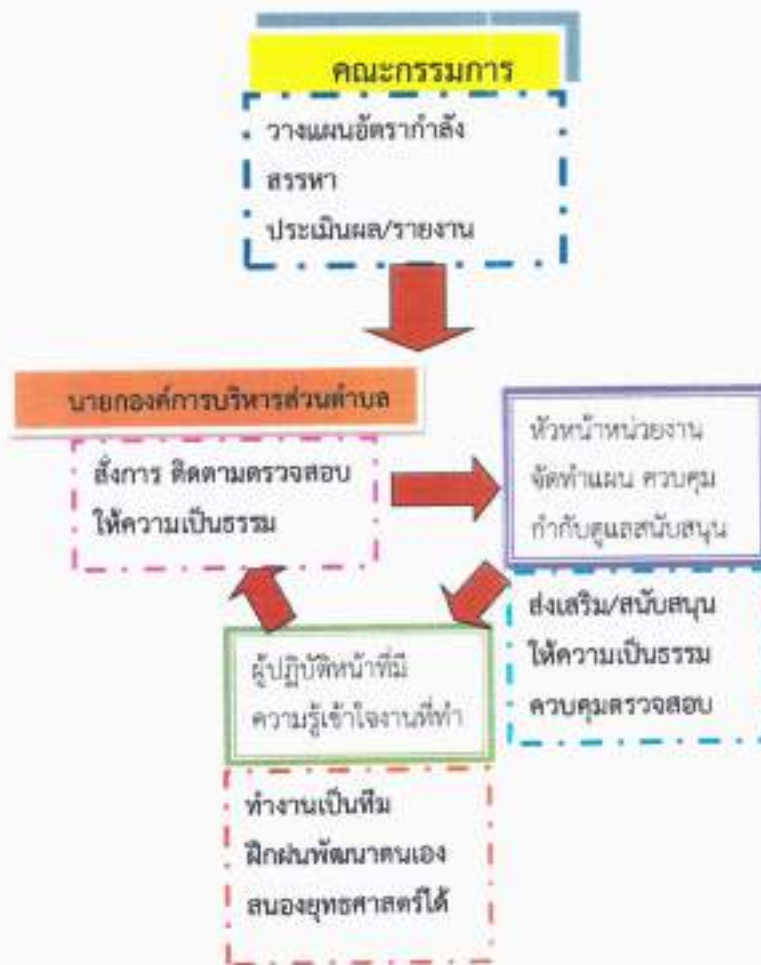 คณะกรรมการ
วางแผนอัตรากำลัง
สรรหา
ประเมินผล/รายงาน
นายกองค์การบริหารส่วนตำบล
สั่งการ ติดตามตรวจสอบ
ให้ความเป็นธรรม
หัวหน้าหน่วยงาน
จัดทำแผน ควบคุม
กำกับดูแลสนับสนุน
ส่งเสริม/สนับสนุน
ให้ความเป็นธรรม
ควบคุมตรวจสอบ
ผู้ปฏิบัติหน้าที่มี
ความรู้เข้าใจงานที่ทำ
ทำงานเป็นทีม
ฝึกฝนพัฒนาตนเอง
สนองยุทธศาสตร์ได้